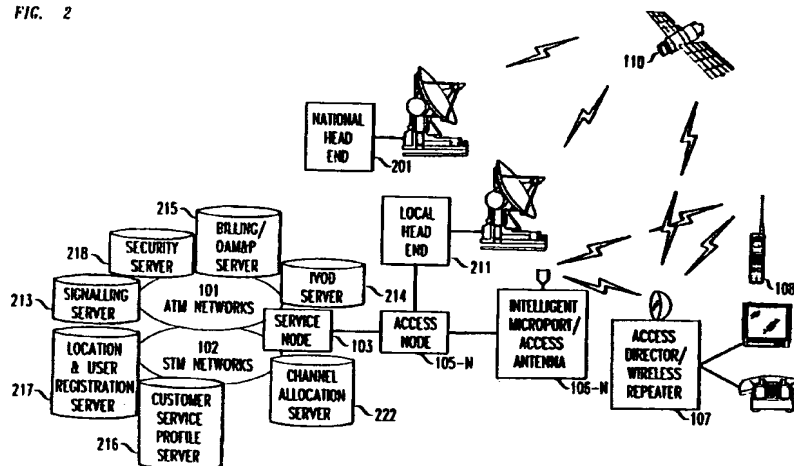 FIG. 2
110
NATIONAL
HEAD
END
201
215
BILLING/
OAM&P
SERVER
LOCAL
HEAD
END
211
218
SECURITY
SERVER
213
SIGNALLING
SERVER
101
ATM NETWORKS
IVOD
SERVER
214
108
217
LOCATION
& USER
REGISTRATION
SERVER
102
STM NETWORKS
SERVICE
NODE
103
ACCESS
NODE
105-N
INTELLIGENT
MICROPORT/
ACCESS
ANTENNA
106-N
ACCESS
DIRECTOR/
WIRELESS
REPEATER
107
216
CUSTOMER
SERVICE
PROFILE
SERVER
CHANNEL
ALLOCATION
SERVER
222